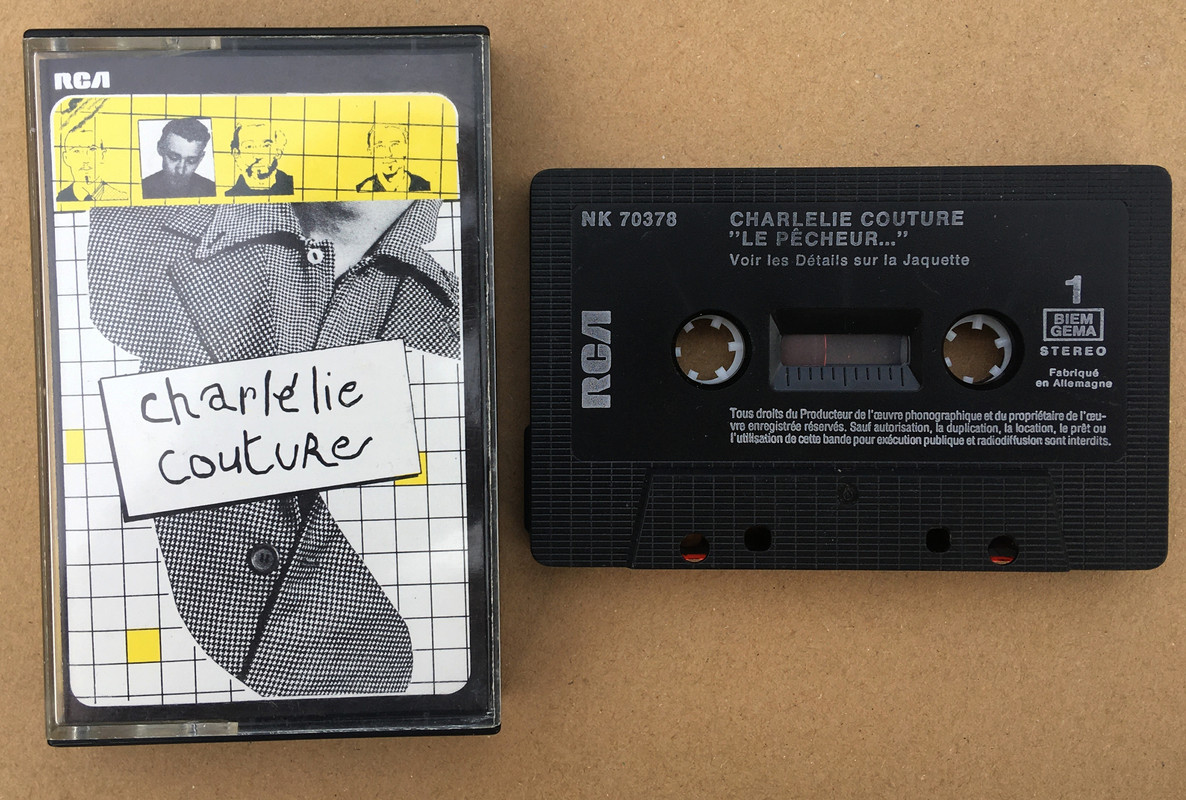 RCA
charlélie
couture
NK 70378
CHARLELIE COUTURE
"LE PÊCHEUR..."
Voir les Détails sur la Jaquette
RCA
1
BIEM
GEMA
STEREO
Fabriqué
en Allemagne
Tous droits du Producteur de l'œuvre phonographique et du propriétaire de l'œu-
vre enregistrée réservés. Sauf autorisation, la duplication, la location, le prêt ou
l'utilisation de cette bande pour exécution publique et radiodiffusion sont interdits.